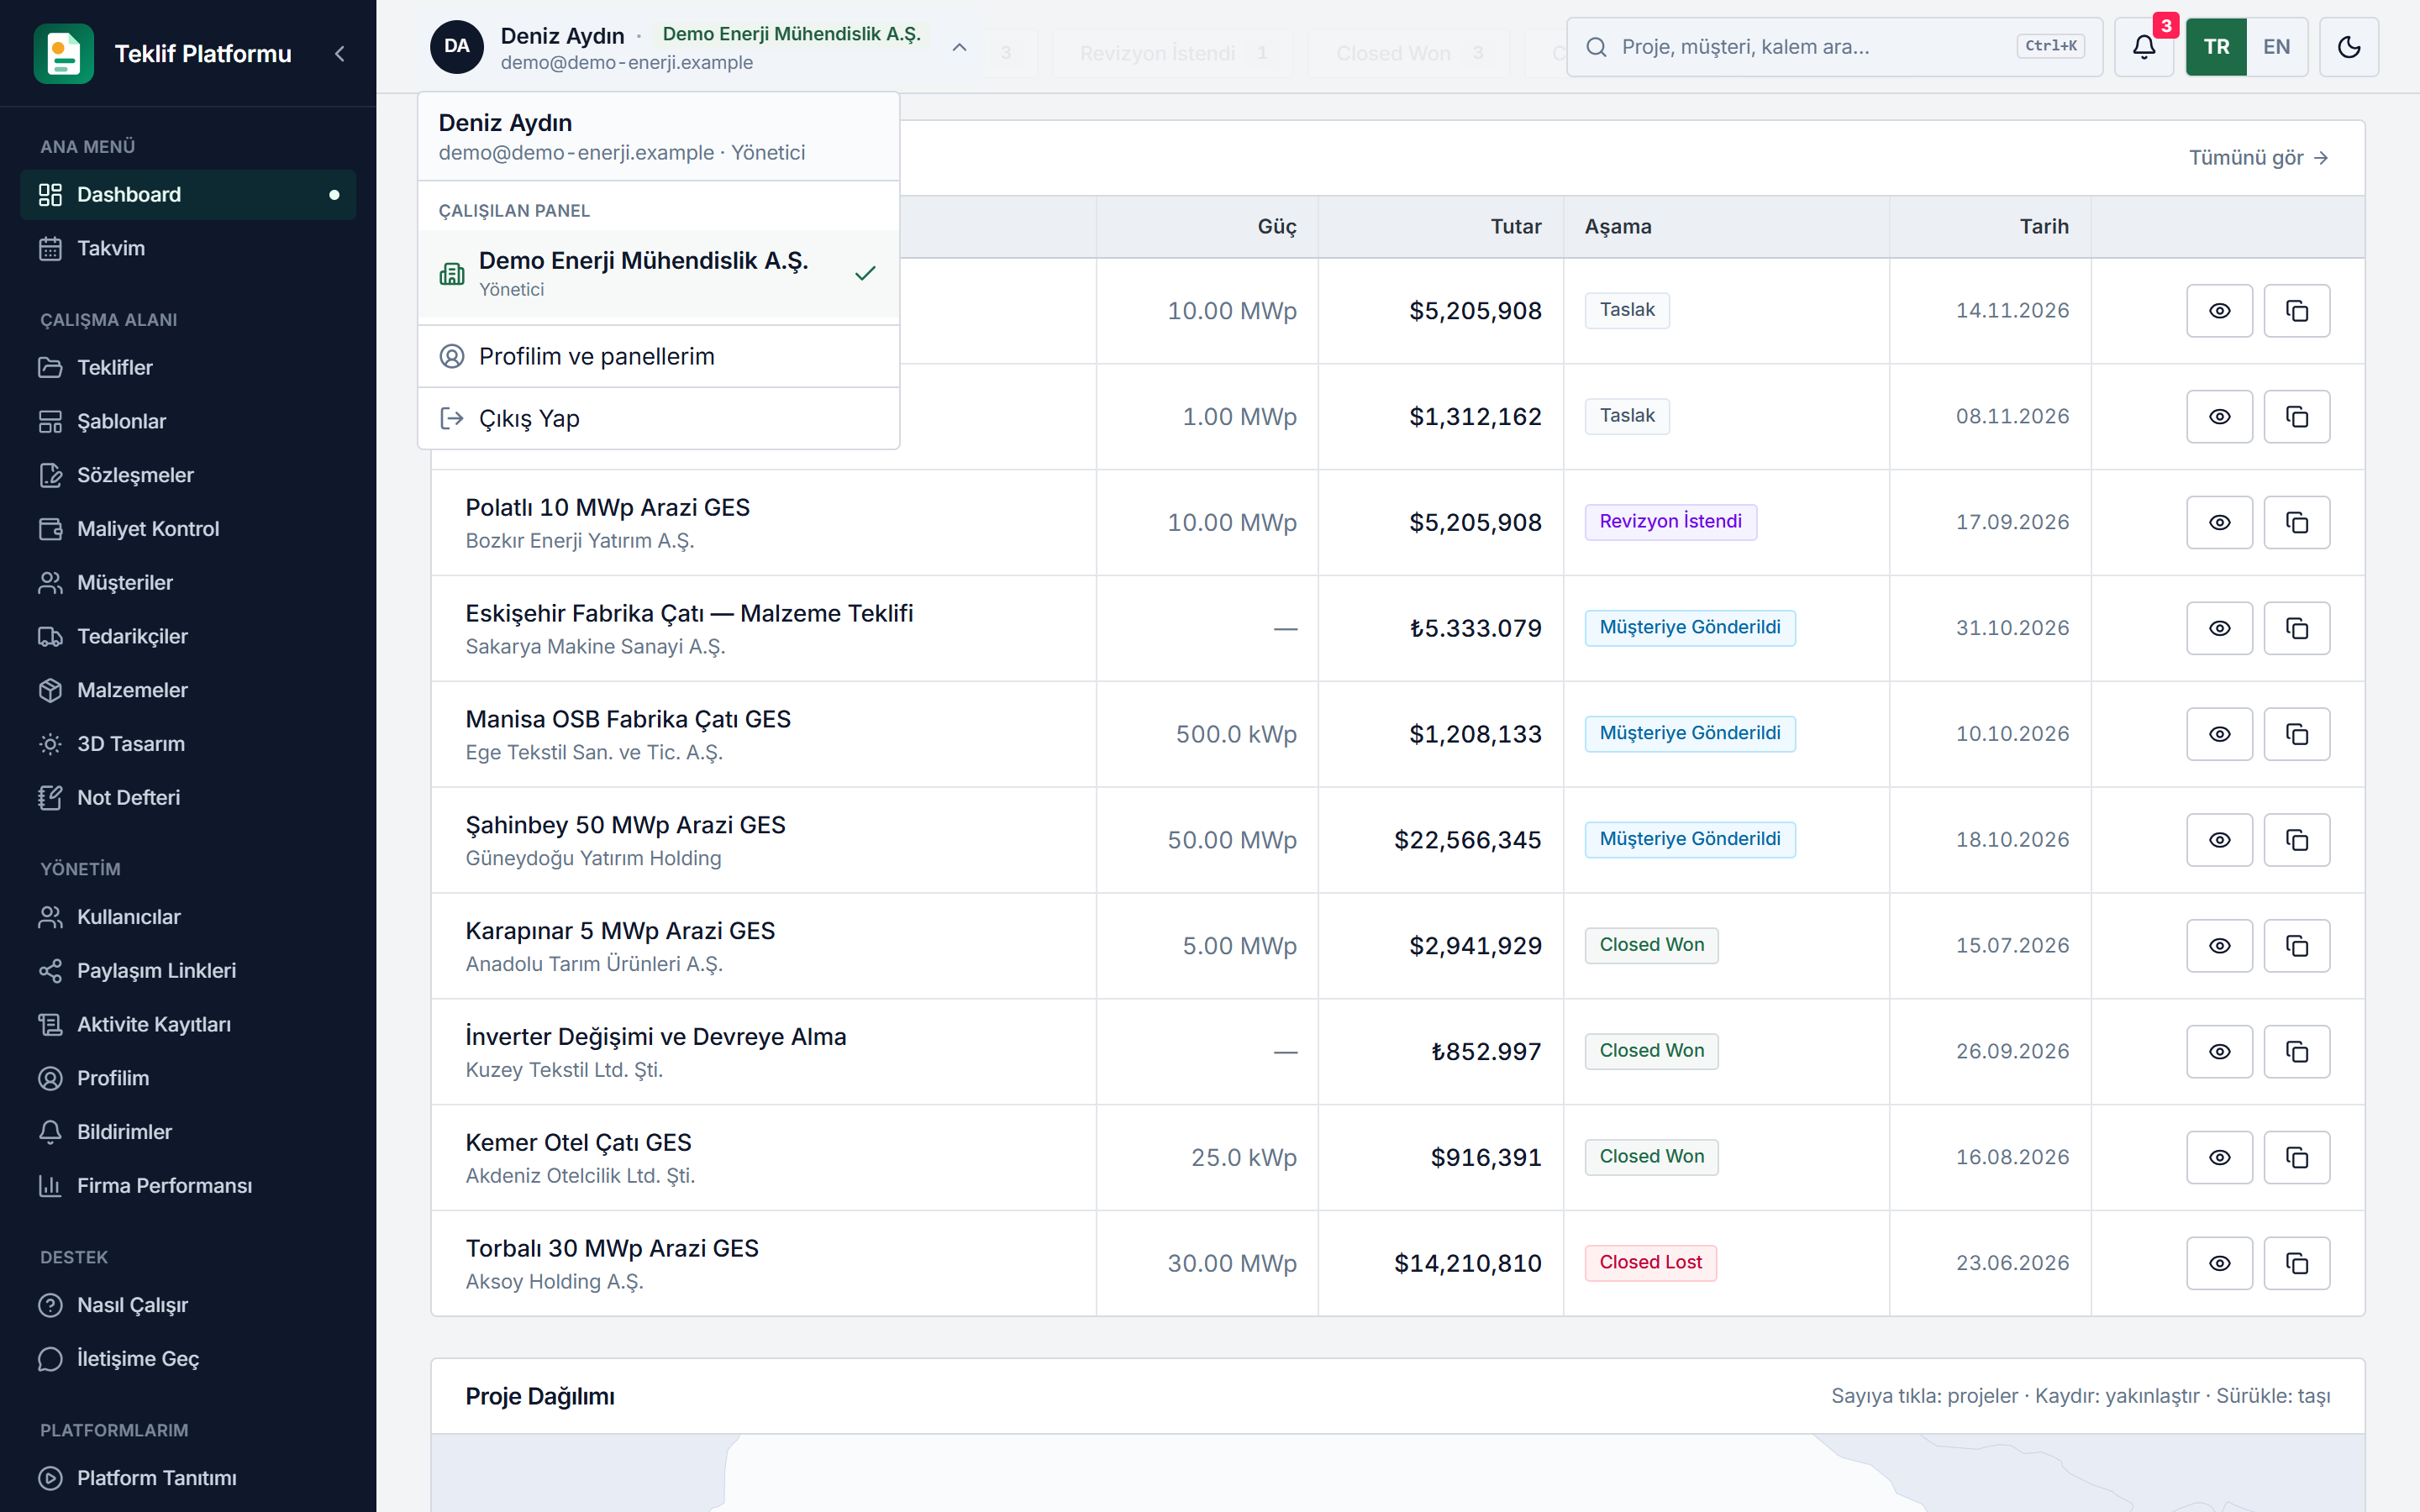 Teklif Platformu
ANA MENÜ
Dashboard
Takvim
ÇALIŞMA ALANI
Teklifler
Şablonlar
Sözleşmeler
Maliyet Kontrol
Müşteriler
Tedarikçiler
Malzemeler
3D Tasarım
Not Defteri
YÖNETİM
Kullanıcılar
Paylaşım Linkleri
Aktivite Kayıtları
Profilim
Bildirimler
Firma Performansı
DESTEK
Nasıl Çalışır
İletişime Geç
PLATFORMLARIM
Platform Tanıtımı
DA
Deniz Aydın · Demo Enerji Mühendislik A.Ş.
demo@demo-enerji.example
3 Revizyon İstendi 1 Closed Won 3 C
Proje, müşteri, kalem ara... Ctrl+K
3
TR EN
Deniz Aydın
demo@demo-enerji.example · Yönetici
ÇALIŞILAN PANEL
Demo Enerji Mühendislik A.Ş.
Yönetici
Profilim ve panellerim
Çıkış Yap
Tümünü gör →
Güç Tutar Aşama Tarih
10.00 MWp $5,205,908 Taslak 14.11.2026
1.00 MWp $1,312,162 Taslak 08.11.2026
Polatlı 10 MWp Arazi GES
Bozkır Enerji Yatırım A.Ş.
10.00 MWp $5,205,908 Revizyon İstendi 17.09.2026
Eskişehir Fabrika Çatı — Malzeme Teklifi
Sakarya Makine Sanayi A.Ş.
— ₺5.333.079 Müşteriye Gönderildi 31.10.2026
Manisa OSB Fabrika Çatı GES
Ege Tekstil San. ve Tic. A.Ş.
500.0 kWp $1,208,133 Müşteriye Gönderildi 10.10.2026
Şahinbey 50 MWp Arazi GES
Güneydoğu Yatırım Holding
50.00 MWp $22,566,345 Müşteriye Gönderildi 18.10.2026
Karapınar 5 MWp Arazi GES
Anadolu Tarım Ürünleri A.Ş.
5.00 MWp $2,941,929 Closed Won 15.07.2026
İnverter Değişimi ve Devreye Alma
Kuzey Tekstil Ltd. Şti.
— ₺852.997 Closed Won 26.09.2026
Kemer Otel Çatı GES
Akdeniz Otelcilik Ltd. Şti.
25.0 kWp $916,391 Closed Won 16.08.2026
Torbalı 30 MWp Arazi GES
Aksoy Holding A.Ş.
30.00 MWp $14,210,810 Closed Lost 23.06.2026
Proje Dağılımı
Sayıya tıkla: projeler · Kaydır: yakınlaştır · Sürükle: taşı